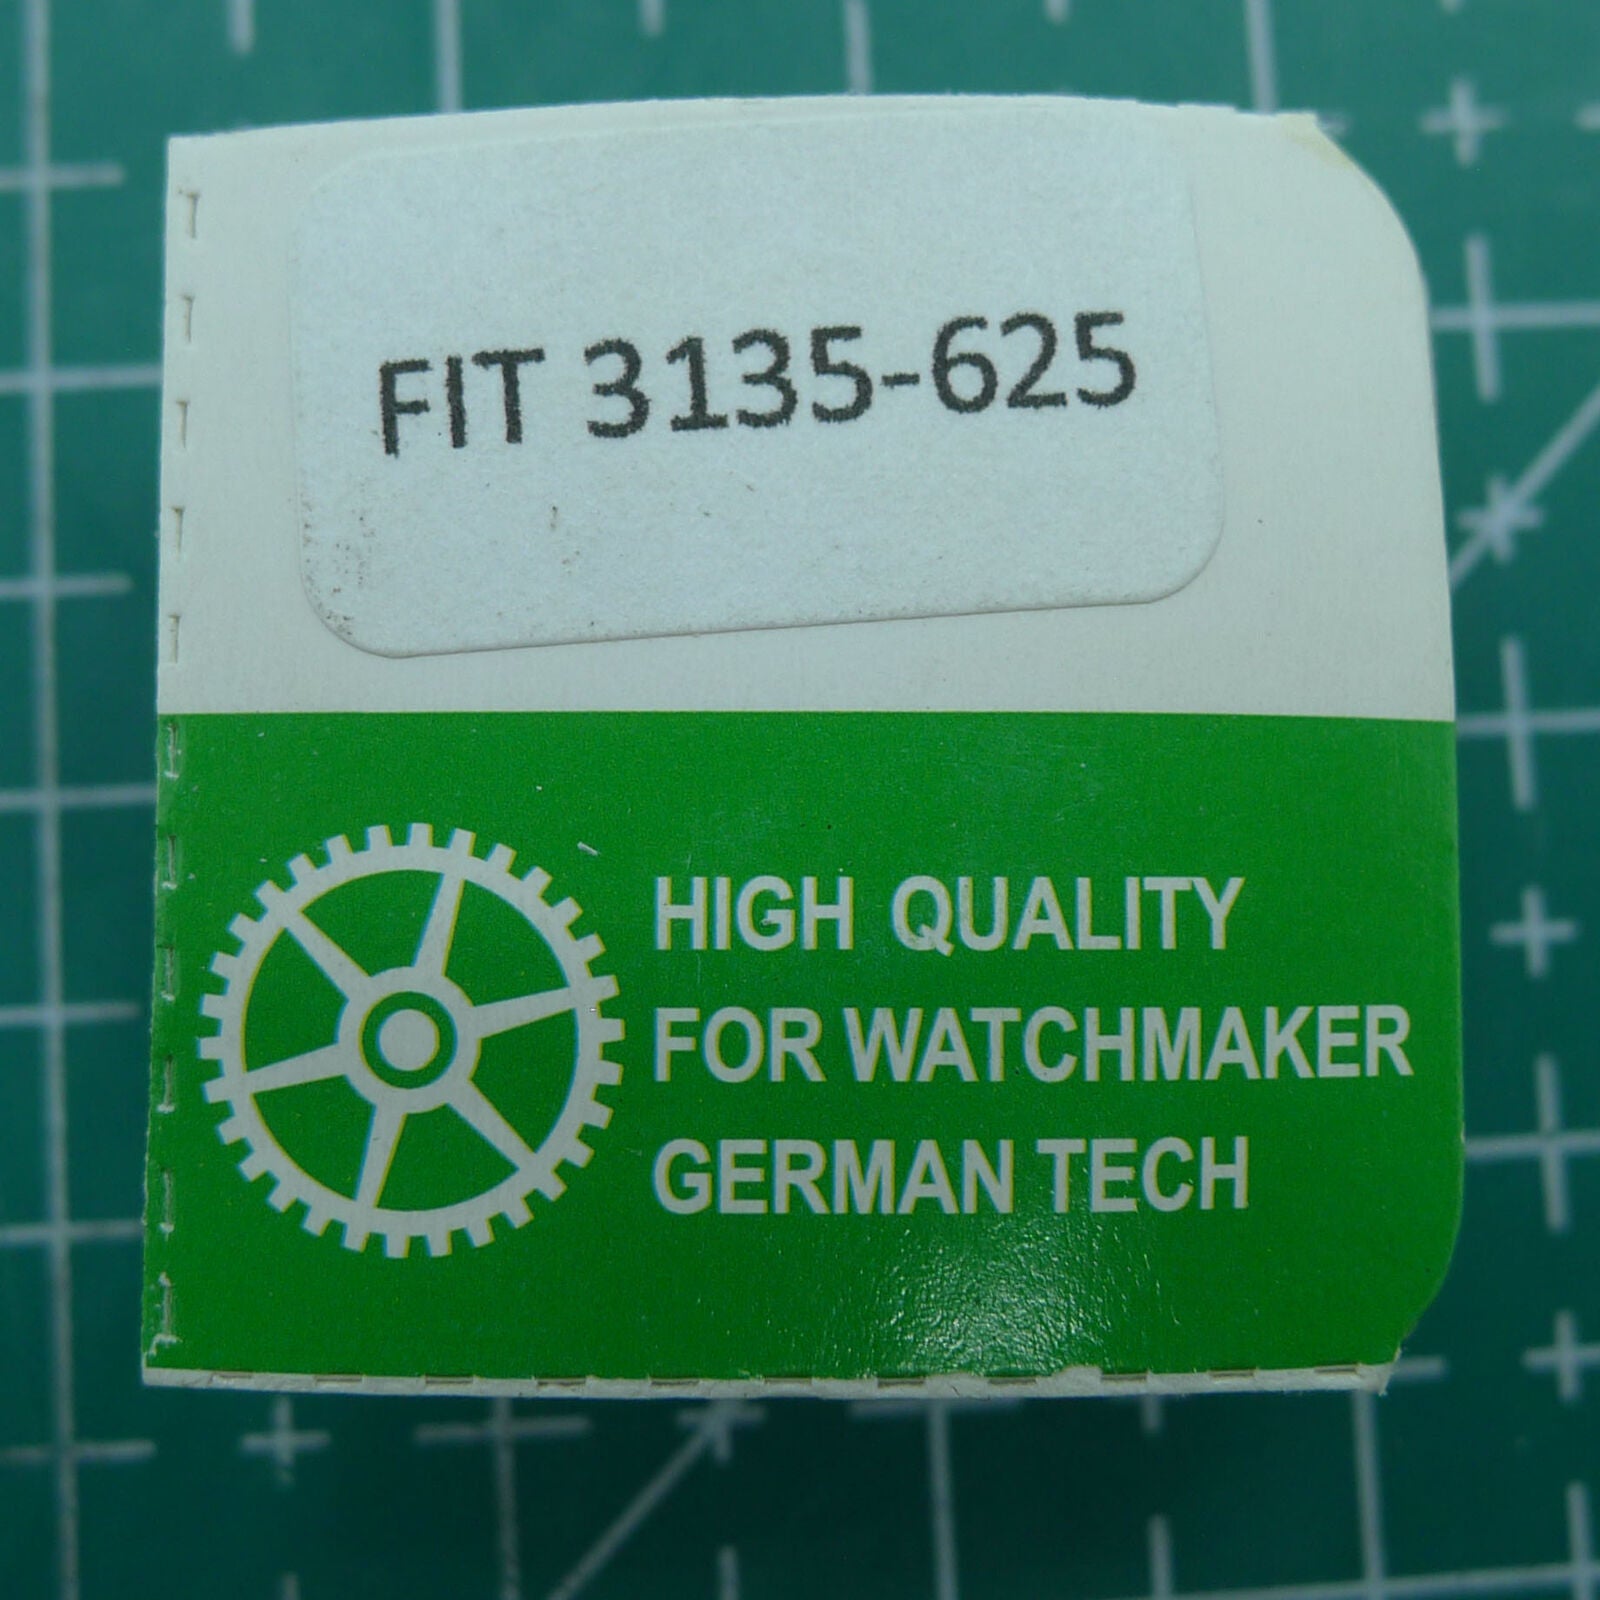 FIT 3135-625
HIGH QUALITY
FOR WATCHMAKER
GERMAN TECH